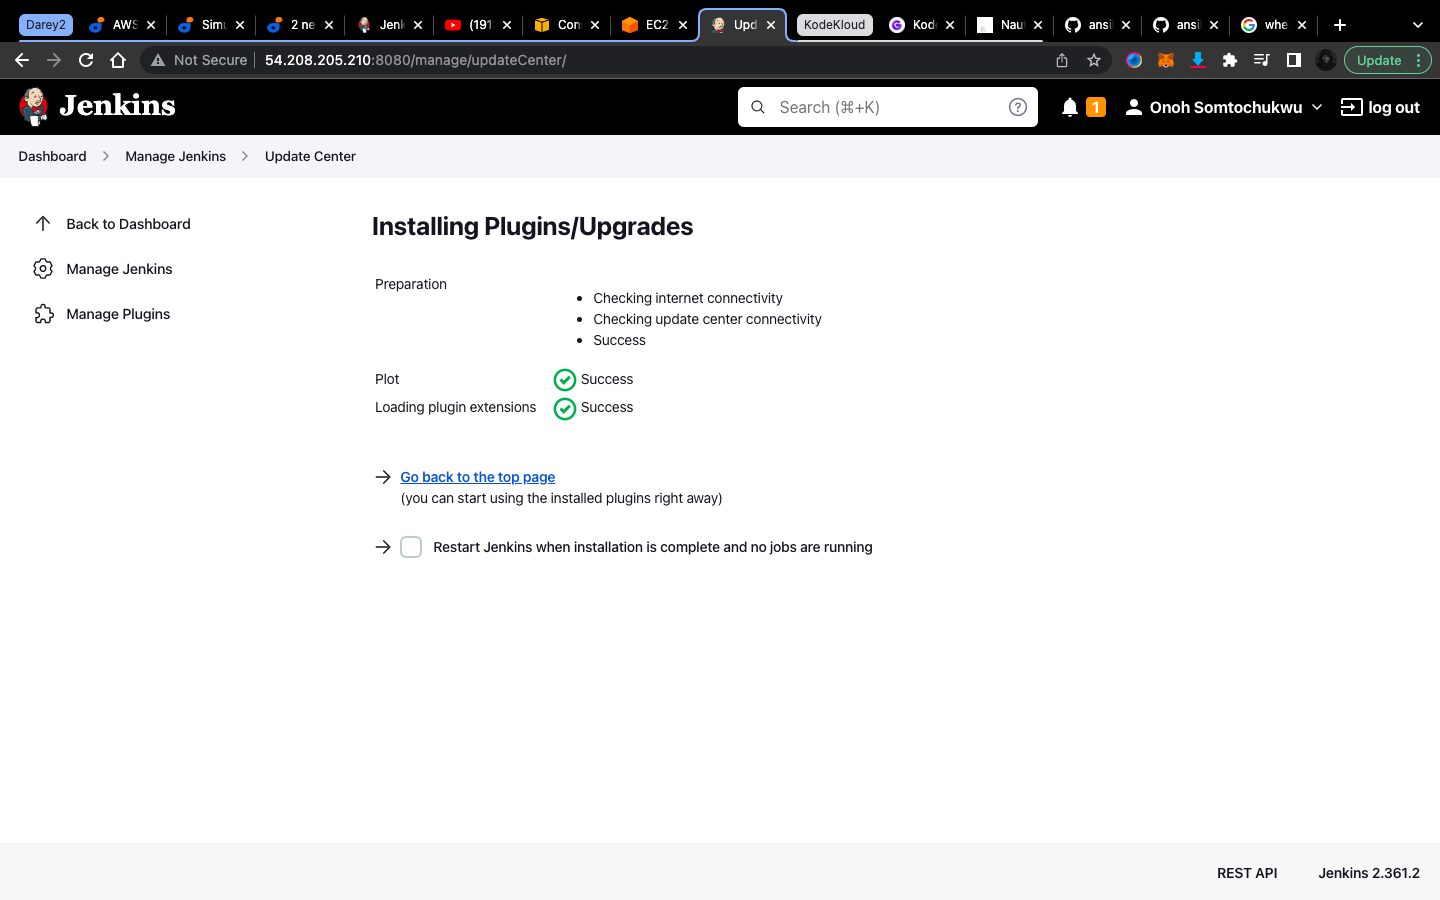 Darey2 AWS Simu 2 ne Jenk (191 Con EC2 Upd KodeKloud Kod Nau ansi ansi whe
Not Secure 54.208.205.210:8080/manage/updateCenter/ Update
Jenkins Search (⌘+K) 1 Onoh Somtochukwu log out
Dashboard Manage Jenkins Update Center
Back to Dashboard
Manage Jenkins
Manage Plugins
Installing Plugins/Upgrades
Preparation
Checking internet connectivity
Checking update center connectivity
Success
Plot Success
Loading plugin extensions Success
Go back to the top page
(you can start using the installed plugins right away)
Restart Jenkins when installation is complete and no jobs are running
REST API Jenkins 2.361.2